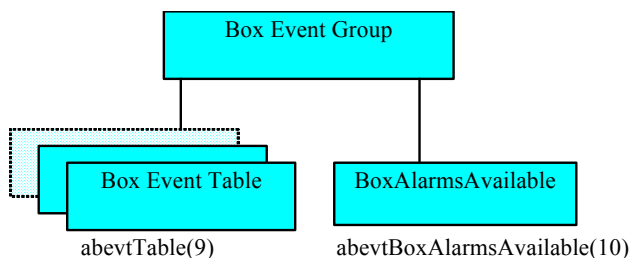 Box Event Group
Box Event Table
BoxAlarmsAvailable
abevtTable(9)
abevtBoxAlarmsAvailable(10)